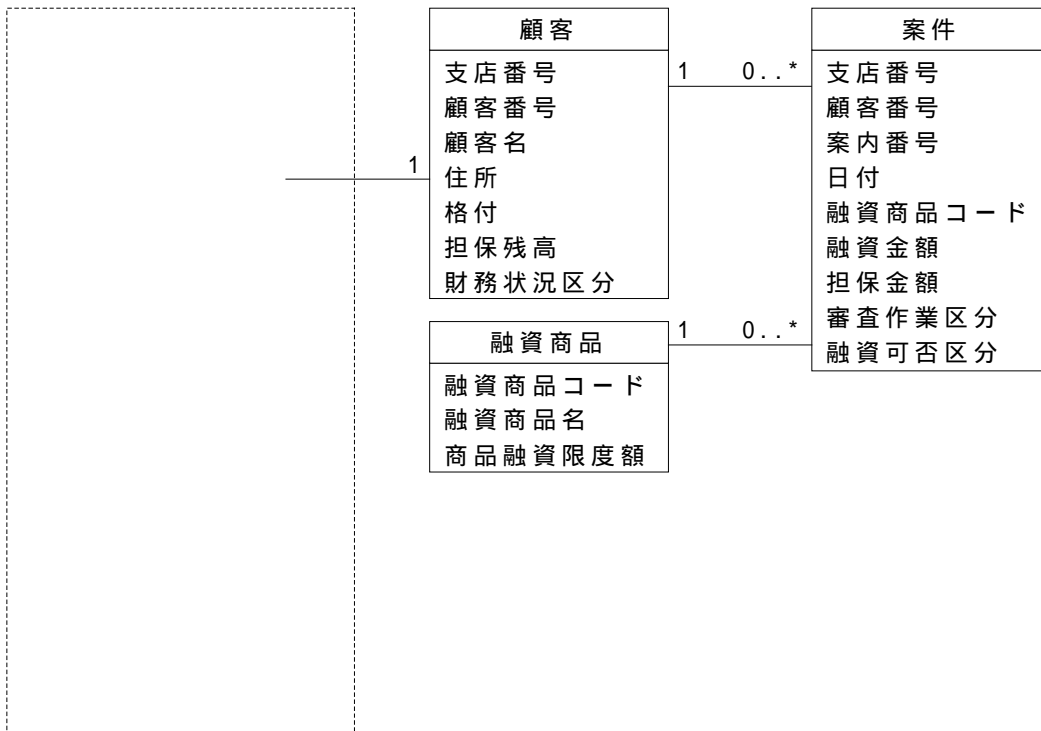 顧客
支店番号
顧客番号
顧客名
住所
格付
担保残高
財務状況区分
1
1 0..*
案件
支店番号
顧客番号
案内番号
日付
融資商品コード
融資金額
担保金額
審査作業区分
融資可否区分
融資商品
融資商品コード
融資商品名
商品融資限度額
1 0..*